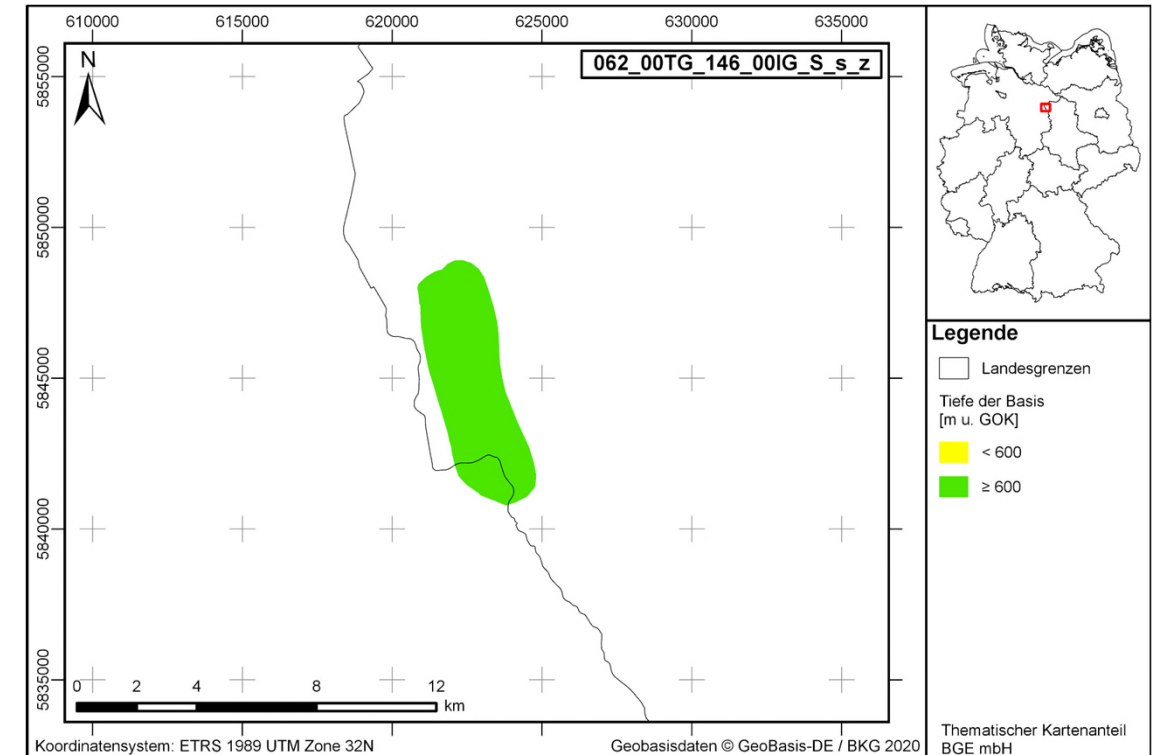 610000 615000 620000 625000 630000 635000
062_00TG_146_00IG_S_s_z
N
5855000
5850000
5845000
5840000
5835000
0 2 4 8 12
km
Koordinatensystem: ETRS 1989 UTM Zone 32N
Geobasisdaten © GeoBasis-DE / BKG 2020
Legende
Landesgrenzen
Tiefe der Basis
[m u. GOK]
< 600
≥ 600
Thematischer Kartenanteil
BGE mbH